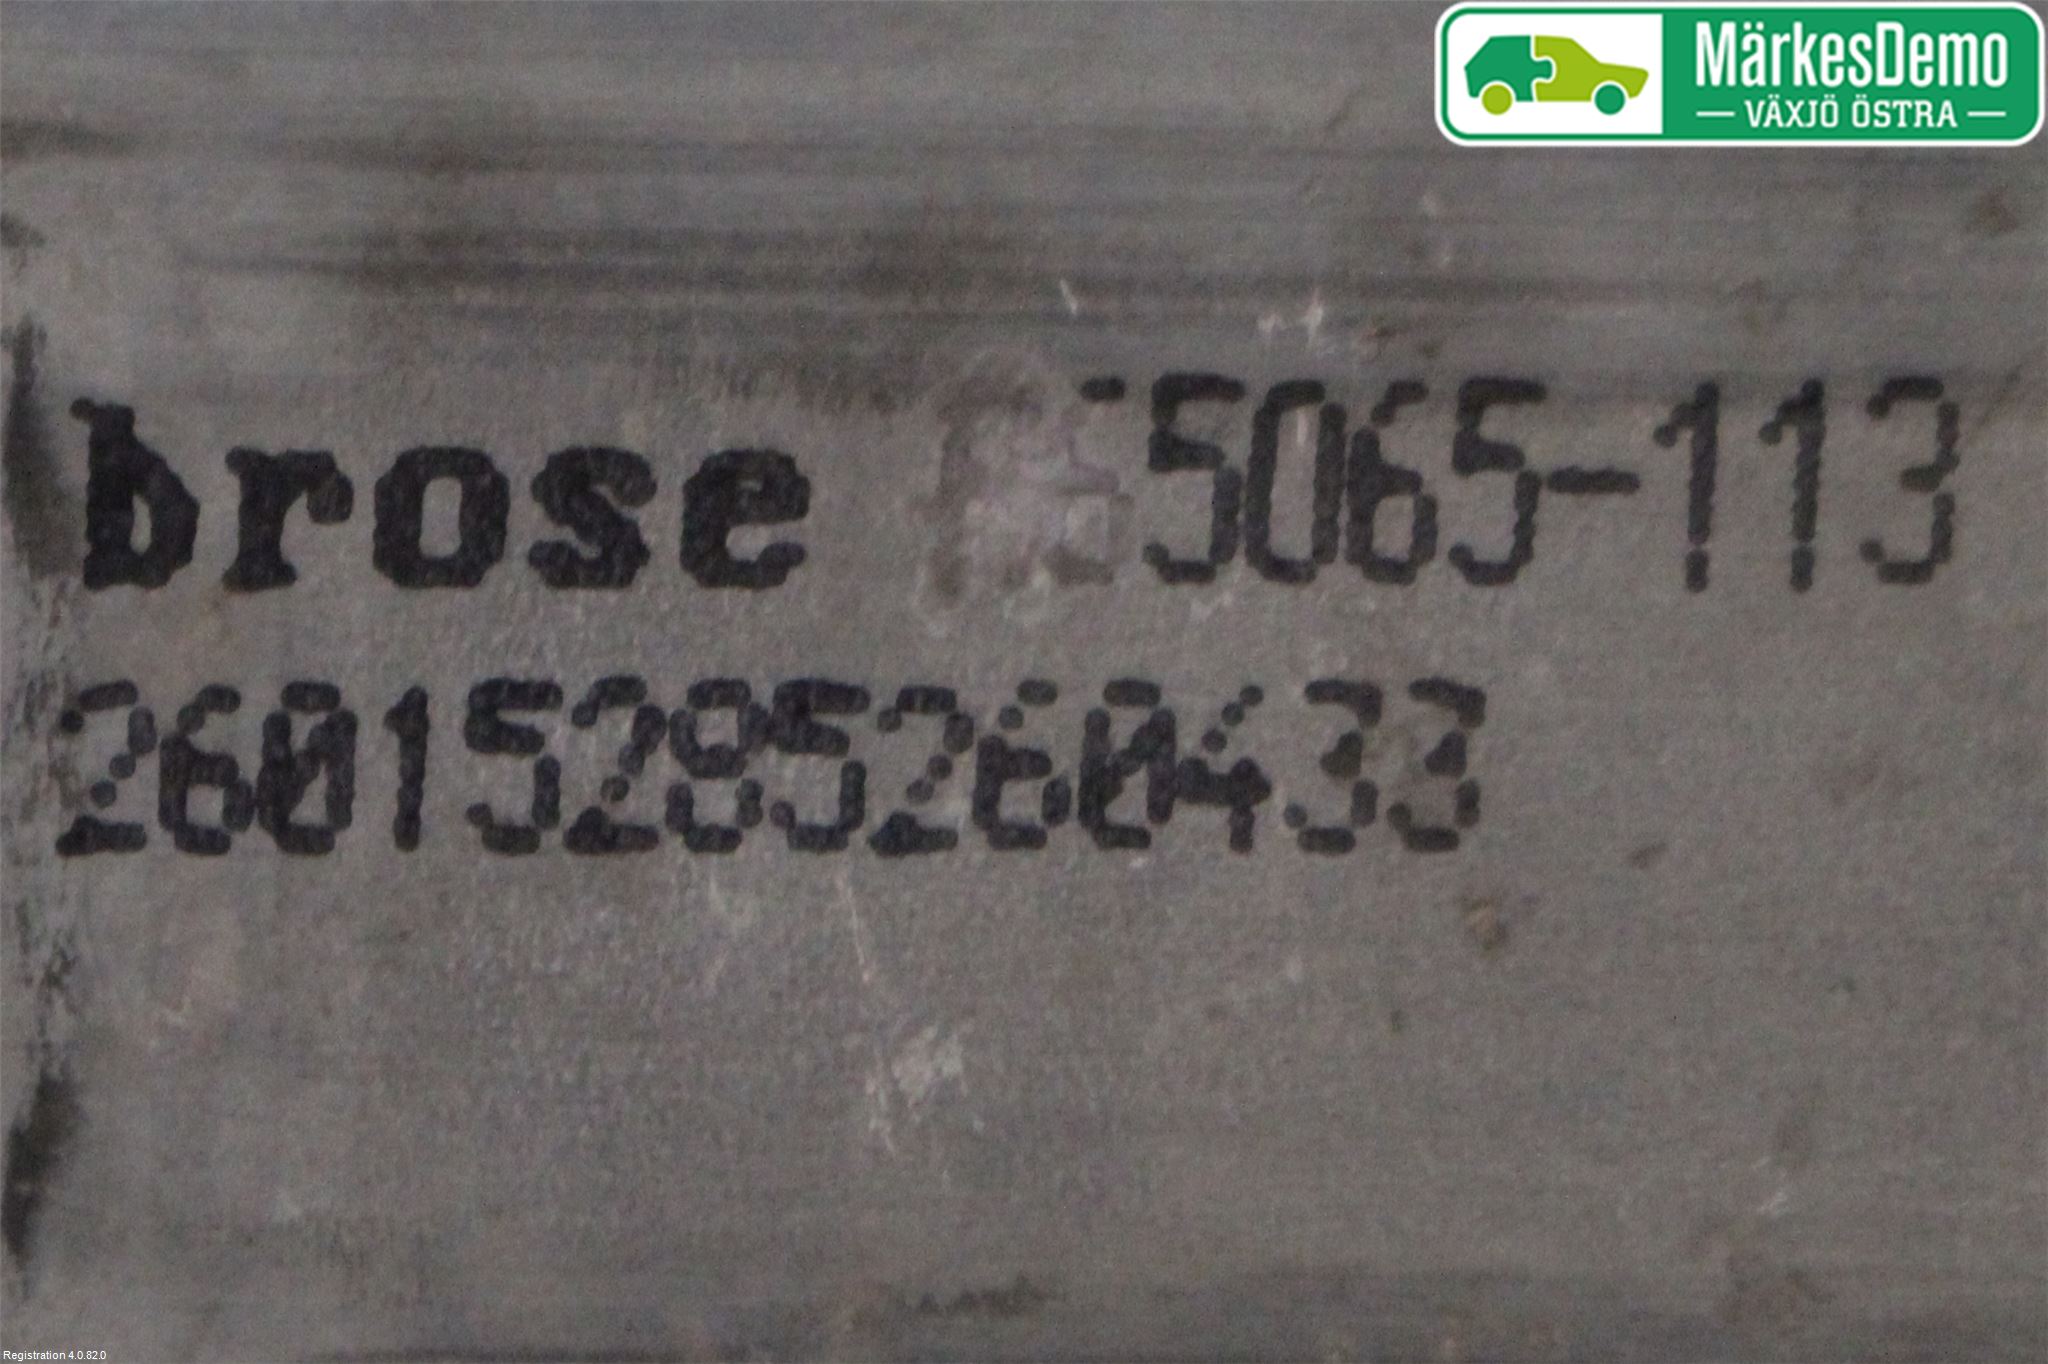 MärkesDemo
VÄXJÖ ÖSTRA
brose 5065-113
26015285260433
Registration 4.0.82.0